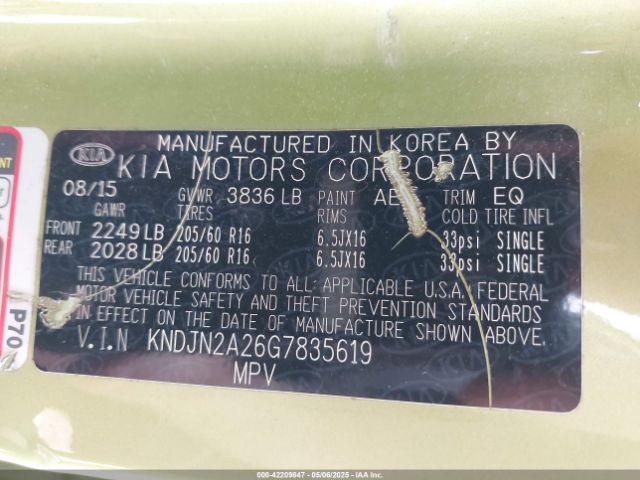 MANUFACTURED IN KOREA BY
KIA KIA MOTORS CORPORATION
08/15 GVWR 3836 LB PAINT TRIM EQ
GAWR TIRES RIMS COLD TIRE INFL
FRONT 2249 LB 205/60 R16 6.5JX16 33psi SINGLE
REAR 2028 LB 205/60 R16 6.5JX16 33psi SINGLE
THIS VEHICLE CONFORMS TO ALL APPLICABLE U.S.A. FEDERAL
MOTOR VEHICLE SAFETY AND THEFT PREVENTION STANDARDS
IN EFFECT ON THE DATE OF MANUFACTURE SHOWN ABOVE.
V.I.N KNDJN2A26G7835619
MPV
P70
000-42209847 - 05/06/2025 - IAA Inc. All Rights Reserved